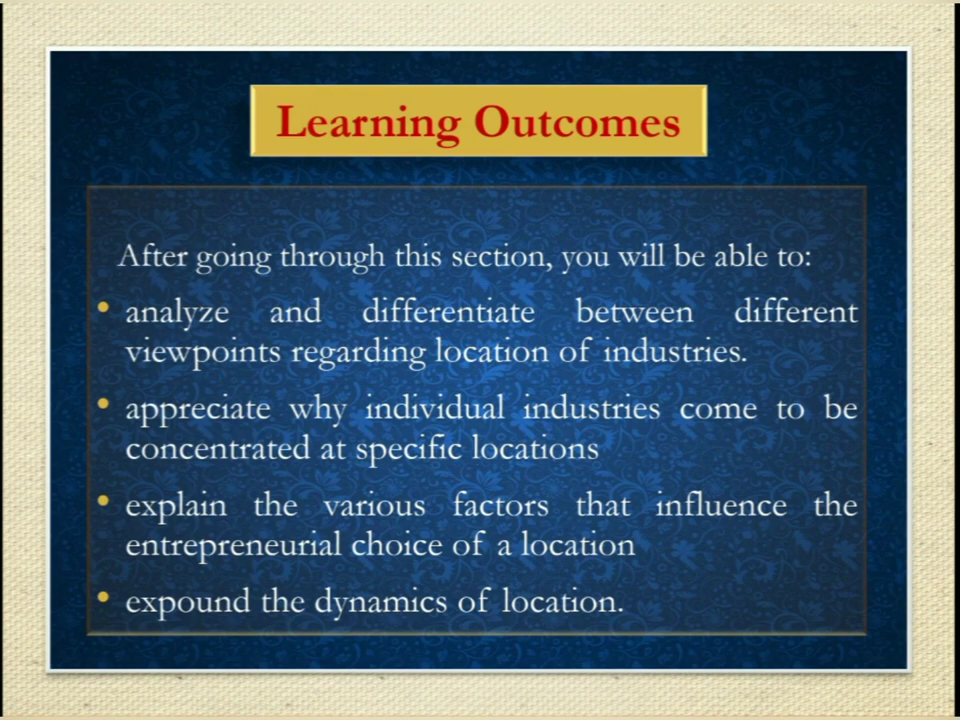 Learning Outcomes
After going through this section, you will be able to:
• analyze and differentiate between different
viewpoints regarding location of industries.
• appreciate why individual industries come to be
concentrated at specific locations
• explain the various factors that influence the
entrepreneurial choice of a location
• expound the dynamics of location.